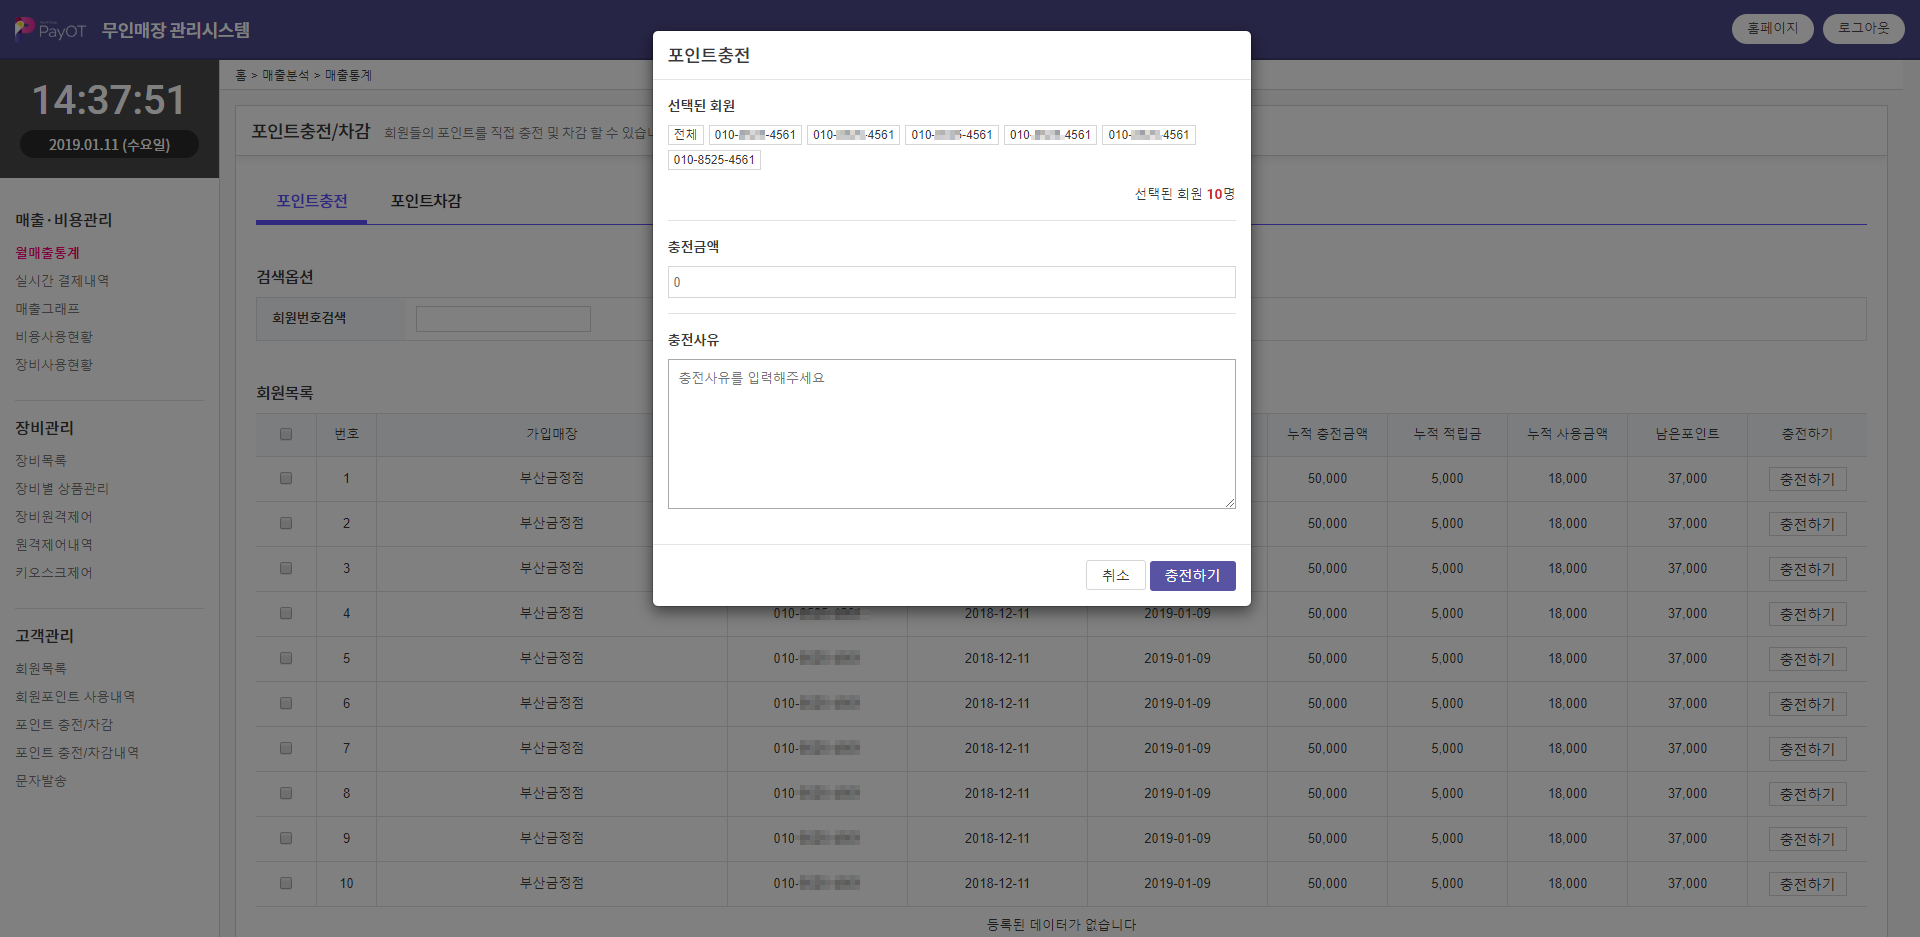 PayOT 무인매장 관리시스템
홈페이지 로그아웃
14:37:51
2019.01.11 (수요일)
매출·비용관리
월매출통계
실시간 결제내역
매출그래프
비용사용현황
장비사용현황
장비관리
장비목록
장비별 상품관리
장비원격제어
원격제어내역
키오스크제어
고객관리
회원목록
회원포인트 사용내역
포인트 충전/차감
포인트 충전/차감내역
문자발송
홈 > 매출분석 > 매출통계
포인트충전/차감 회원들의 포인트를 직접 충전 및 차감 할 수 있습니
포인트충전 포인트차감
검색옵션
회원번호검색
회원목록
번호 가입매장 누적 충전금액 누적 적립금 누적 사용금액 남은포인트 충전하기
1 부산금정점 50,000 5,000 18,000 37,000 충전하기
2 부산금정점 50,000 5,000 18,000 37,000 충전하기
3 부산금정점 50,000 5,000 18,000 37,000 충전하기
4 부산금정점 010- 2018-12-11 2019-01-09 50,000 5,000 18,000 37,000 충전하기
5 부산금정점 010- 2018-12-11 2019-01-09 50,000 5,000 18,000 37,000 충전하기
6 부산금정점 010- 2018-12-11 2019-01-09 50,000 5,000 18,000 37,000 충전하기
7 부산금정점 010- 2018-12-11 2019-01-09 50,000 5,000 18,000 37,000 충전하기
8 부산금정점 010- 2018-12-11 2019-01-09 50,000 5,000 18,000 37,000 충전하기
9 부산금정점 010- 2018-12-11 2019-01-09 50,000 5,000 18,000 37,000 충전하기
10 부산금정점 010- 2018-12-11 2019-01-09 50,000 5,000 18,000 37,000 충전하기
등록된 데이터가 없습니다
포인트충전
선택된 회원
전체 010- -4561 010- -4561 010- -4561 010- 4561 010- -4561
010-8525-4561
선택된 회원 10명
충전금액
0
충전사유
충전사유를 입력해주세요
취소 충전하기